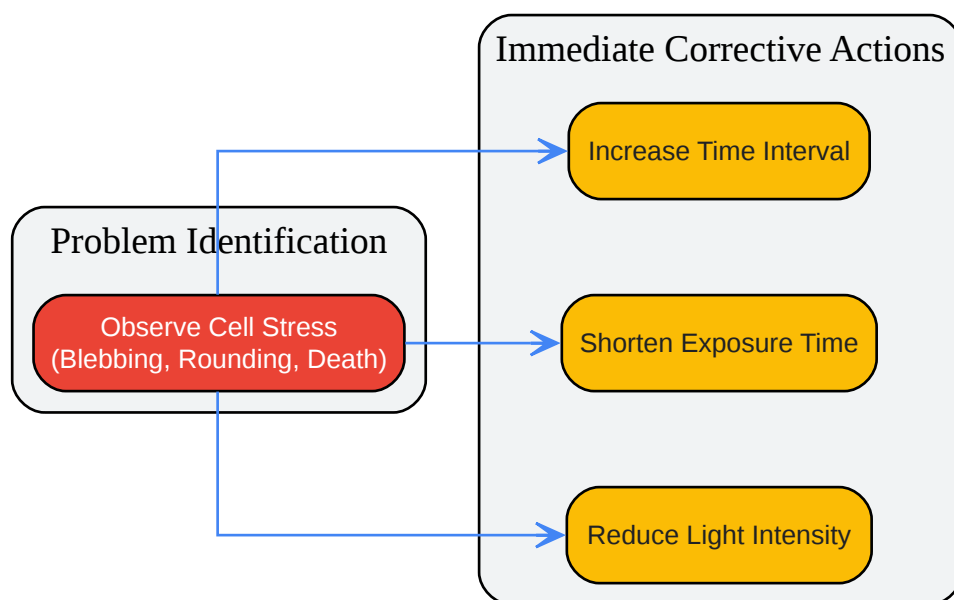 Immediate Corrective Actions
Increase Time Interval
Problem Identification
Observe Cell Stress
(Blebbing, Rounding, Death)
Shorten Exposure Time
Reduce Light Intensity